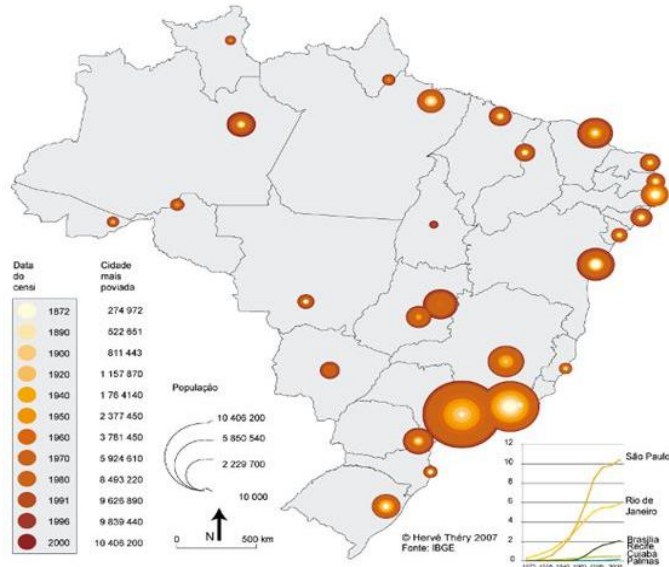 Data do censi
Cidade mais poviada
1872 274 972
1890 522 651
1900 811 443
1920 1 157 870
1940 1 76 4140
1950 2 377 450
1960 3 781 450
1970 5 924 610
1980 8 493 220
1991 9 626 890
1996 9 839 440
2000 10 406 200
População
10 406 200
5 850 540
2 229 700
10 000
N
0 500 km
© Hervé Théry 2007
Fonte: IBGE
12
10
8
6
4
2
0
São Paulo
Rio de Janeiro
Brasília
Recife
Cuiaba
Palmas